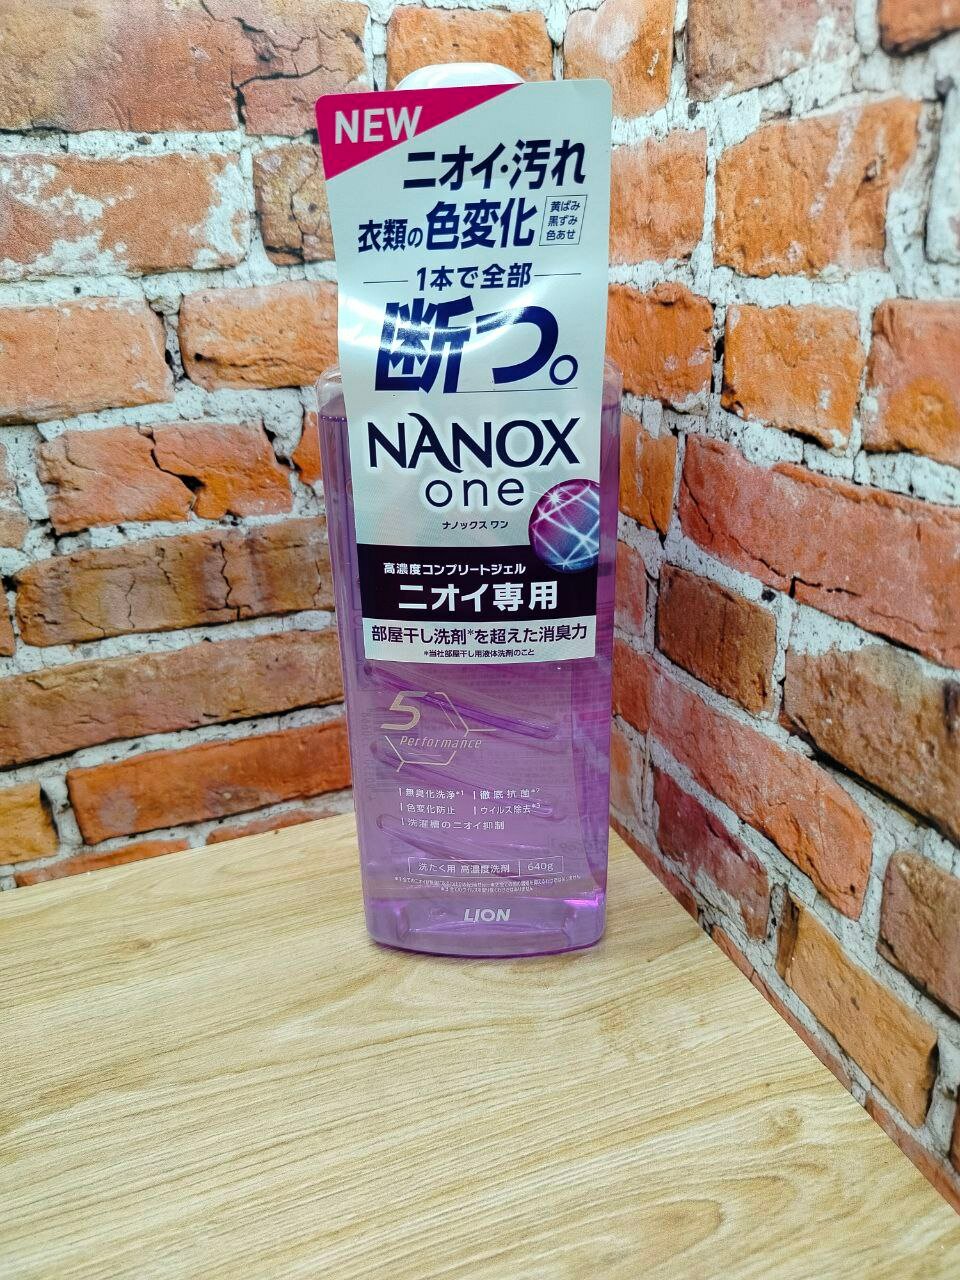 NEW
ニオイ・汚れ
衣類の色変化
黄ばみ
黒ずみ
色あせ
1本で全部
断つ。
NANOX
one
ナノックス ワン
高濃度コンプリートジェル
ニオイ専用
部屋干し洗剤*を超えた消臭力
*当社部屋干し用液体洗剤のこと
5
Performance
無臭化洗浄*1 徹底抗菌*2
色変化防止 ウイルス除去*3
洗濯槽のニオイ抑制
洗たく用 高濃度洗剤 640g
LION